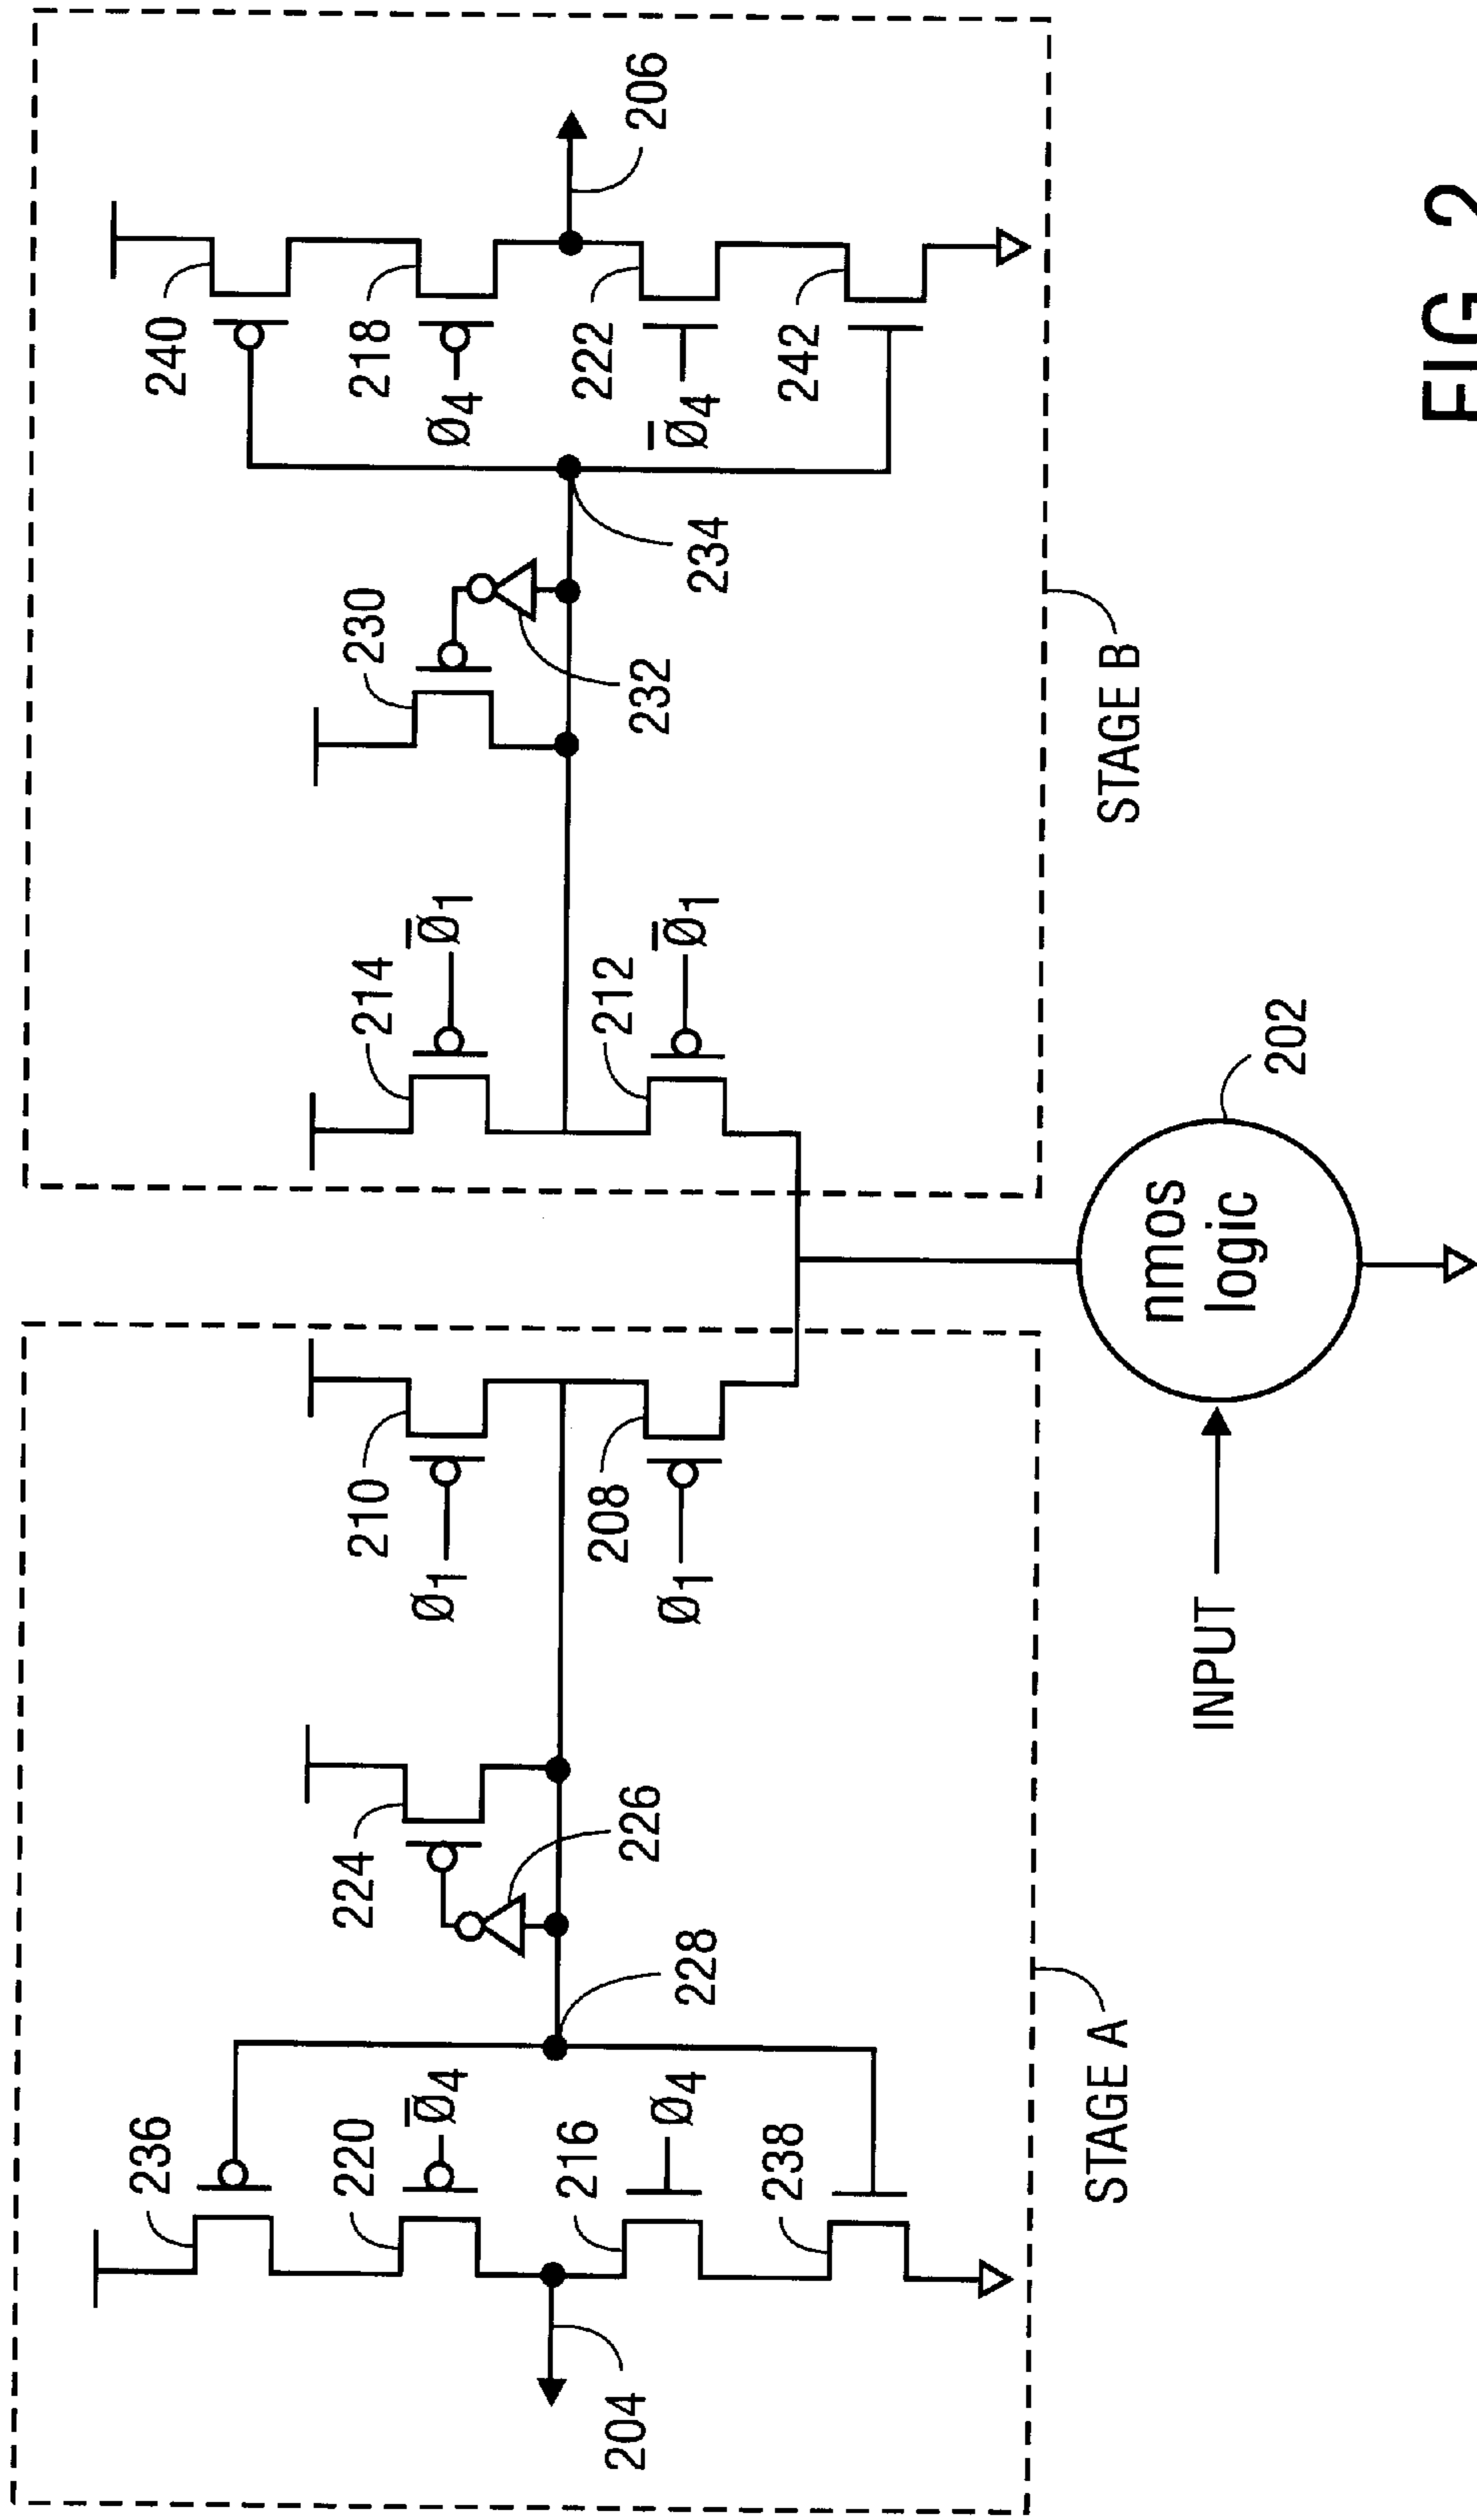 236
220
Ø̅4
216
Ø4
238
204
228
224
226
210
Ø1
208
Ø1
STAGE A
INPUT
nmos
logic
202
214
Ø̅1
212
Ø̅1
230
232
234
240
218
Ø4
222
Ø̅4
242
206
STAGE B
FIG 2